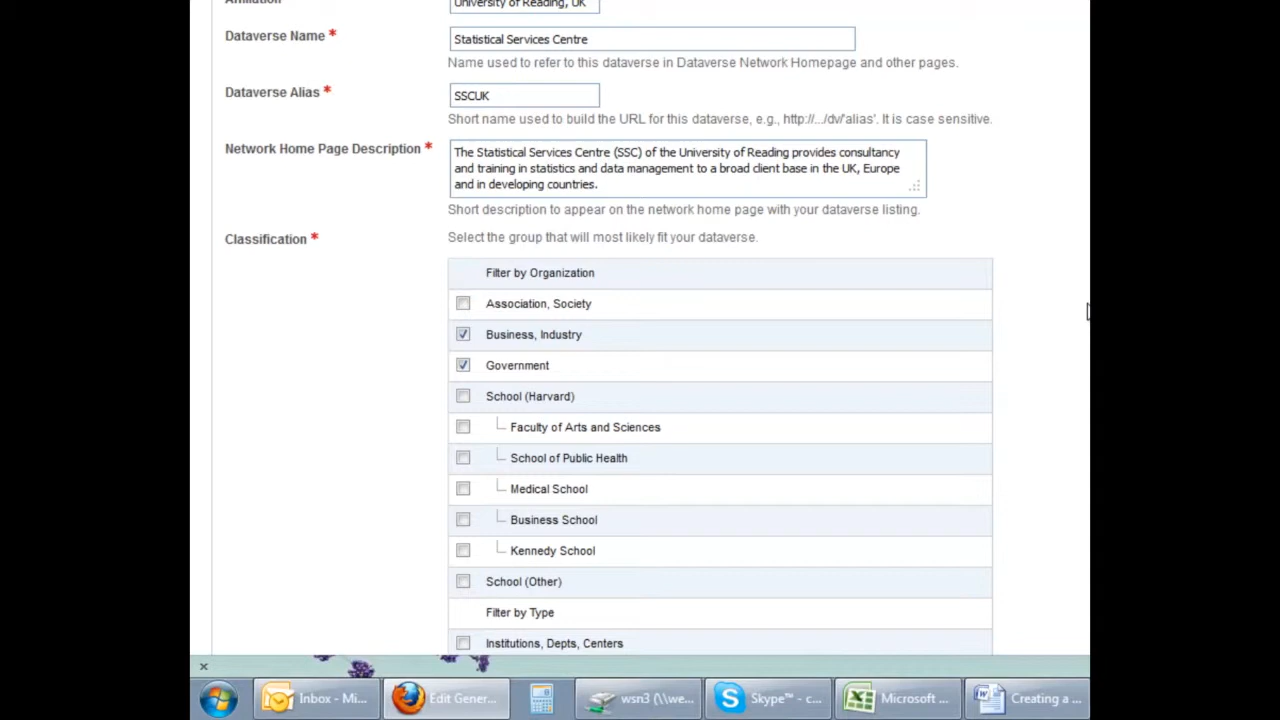 Affiliation University of Reading, UK
Dataverse Name * Statistical Services Centre
Name used to refer to this dataverse in Dataverse Network Homepage and other pages.
Dataverse Alias * SSCUK
Short name used to build the URL for this dataverse, e.g., http://.../dv/'alias'. It is case sensitive.
Network Home Page Description * The Statistical Services Centre (SSC) of the University of Reading provides consultancy
and training in statistics and data management to a broad client base in the UK, Europe
and in developing countries.
Short description to appear on the network home page with your dataverse listing.
Classification * Select the group that will most likely fit your dataverse.
Filter by Organization
Association, Society
Business, Industry
Government
School (Harvard)
Faculty of Arts and Sciences
School of Public Health
Medical School
Business School
Kennedy School
School (Other)
Filter by Type
Institutions, Depts, Centers
Inbox - Mi... Edit Gener... wsn3 (\\we... Skype™ - c... Microsoft ... Creating a ...